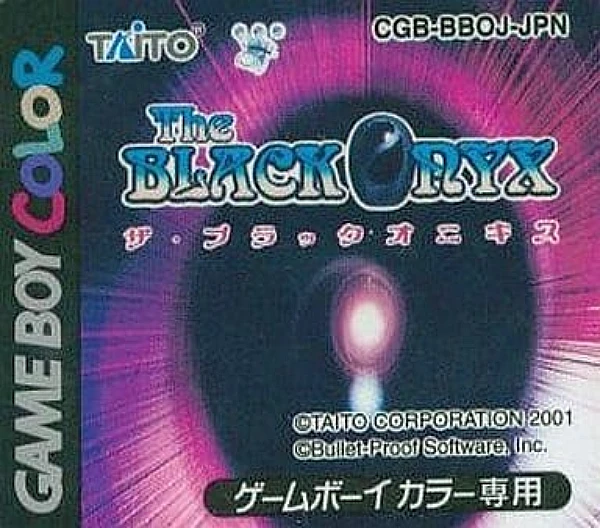 GAME BOY COLOR
TAITO
CGB-BBOJ-JPN
The
BLACK ONYX
ザ・ブラックオニキス
©TAITO CORPORATION 2001
©Bullet-Proof Software, Inc.
ゲームボーイカラー専用